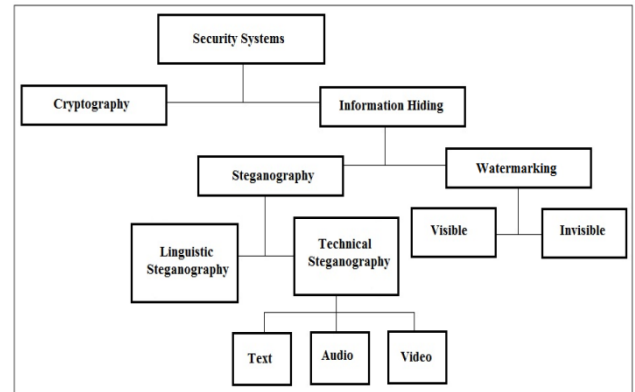 Security Systems
Cryptography
Information Hiding
Steganography
Watermarking
Linguistic
Steganography
Technical
Steganography
Visible
Invisible
Text
Audio
Video